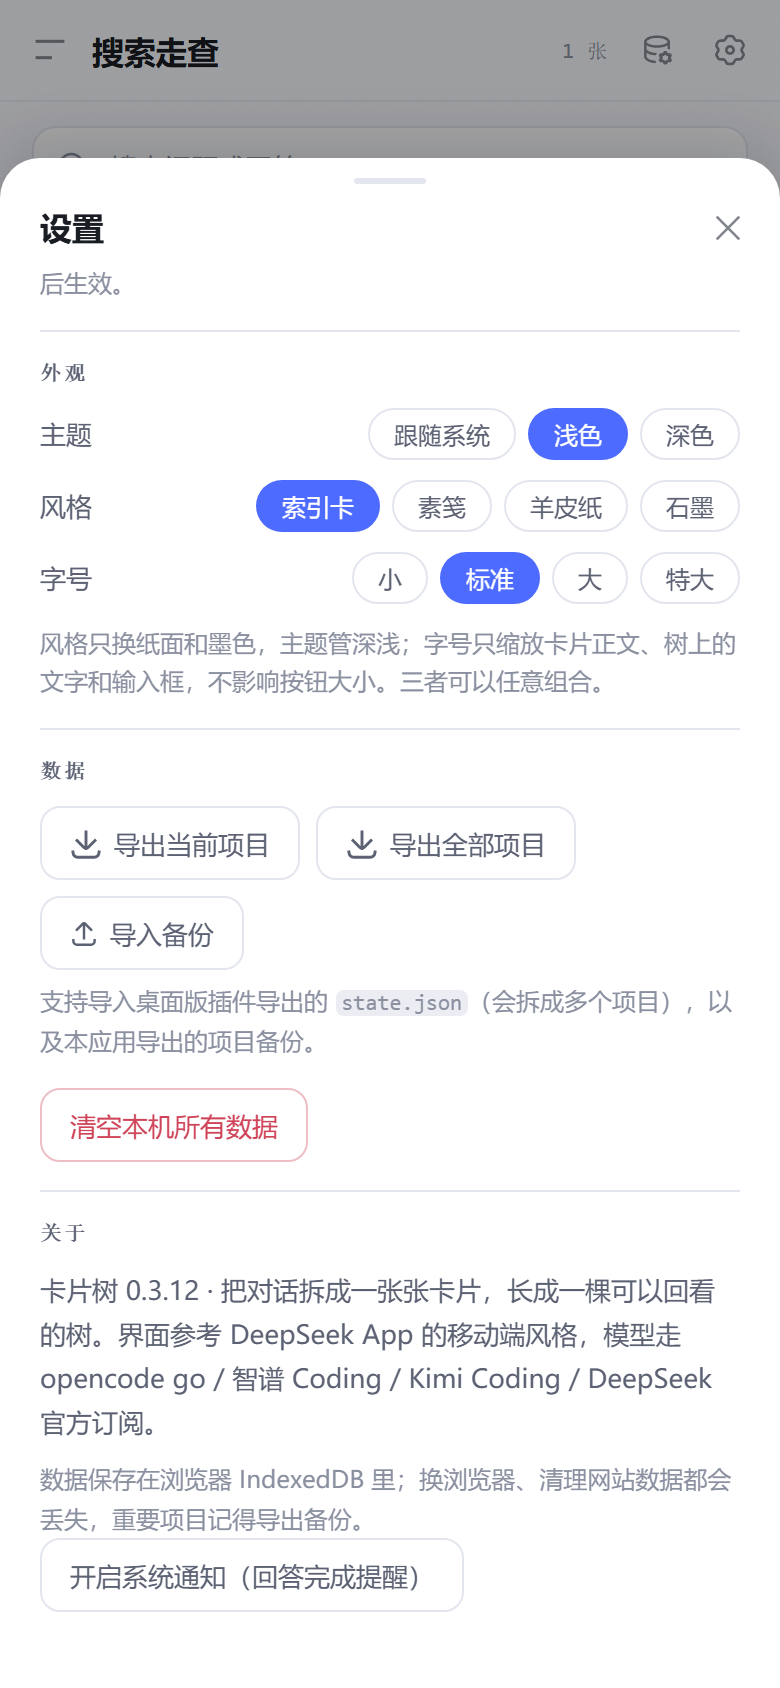 搜索走查
1 张
设置
后生效。
外观
主题
跟随系统 浅色 深色
风格
索引卡 素笺 羊皮纸 石墨
字号
小 标准 大 特大
风格只换纸面和墨色，主题管深浅；字号只缩放卡片正文、树上的
文字和输入框，不影响按钮大小。三者可以任意组合。
数据
导出当前项目 导出全部项目
导入备份
支持导入桌面版插件导出的 state.json（会拆成多个项目），以
及本应用导出的项目备份。
清空本机所有数据
关于
卡片树 0.3.12 · 把对话拆成一张张卡片，长成一棵可以回看
的树。界面参考 DeepSeek App 的移动端风格，模型走
opencode go / 智谱 Coding / Kimi Coding / DeepSeek
官方订阅。
数据保存在浏览器 IndexedDB 里；换浏览器、清理网站数据都会
丢失，重要项目记得导出备份。
开启系统通知（回答完成提醒）